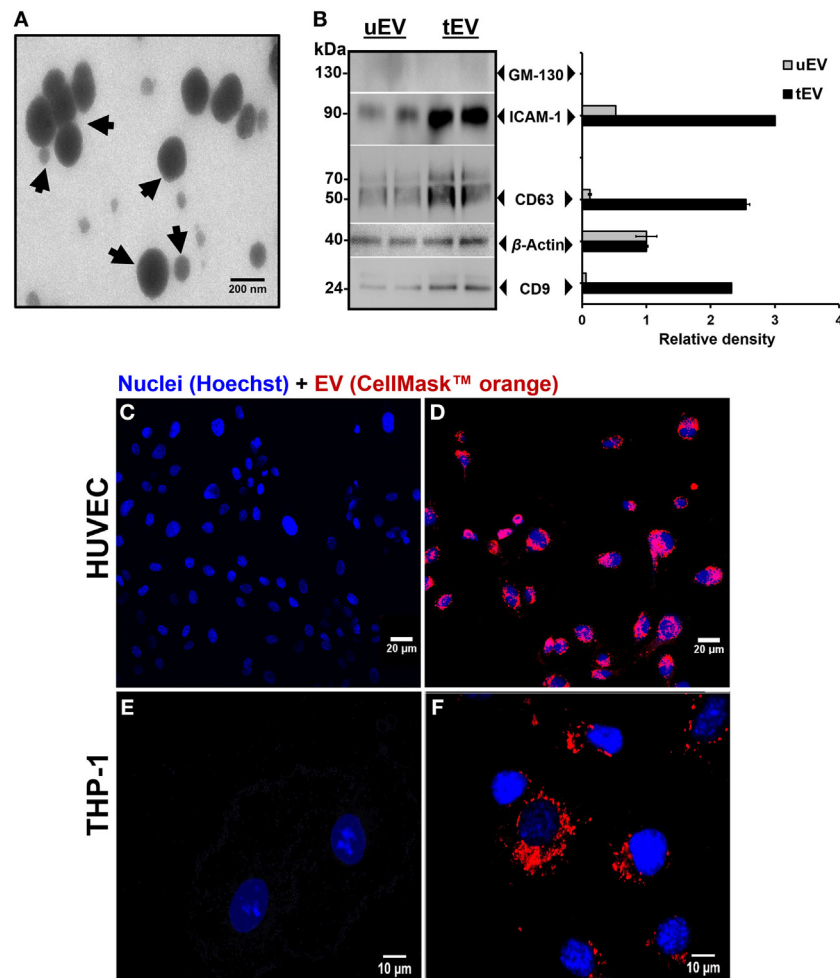 A
200 nm
B
uEV tEV
kDa
130
90
70
50
40
24
GM-130
ICAM-1
CD63
β-Actin
CD9
uEV
tEV
0 1 2 3 4
Relative density
Nuclei (Hoechst) + EV (CellMask™ orange)
HUVEC
C
20 µm
D
20 µm
THP-1
E
10 µm
F
10 µm